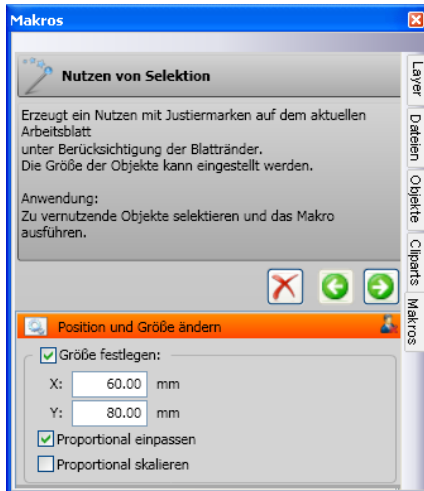 Makros
Nutzen von Selektion
Erzeugt ein Nutzen mit Justiermarken auf dem aktuellen
Arbeitsblatt
unter Berücksichtigung der Blattränder.
Die Größe der Objekte kann eingestellt werden.
Anwendung:
Zu vernutzende Objekte selektieren und das Makro
ausführen.
Position und Größe ändern
Größe festlegen:
X: 60.00 mm
Y: 80.00 mm
Proportional einpassen
Proportional skalieren
Layer
Dateien
Objekte
Cliparts
Makros